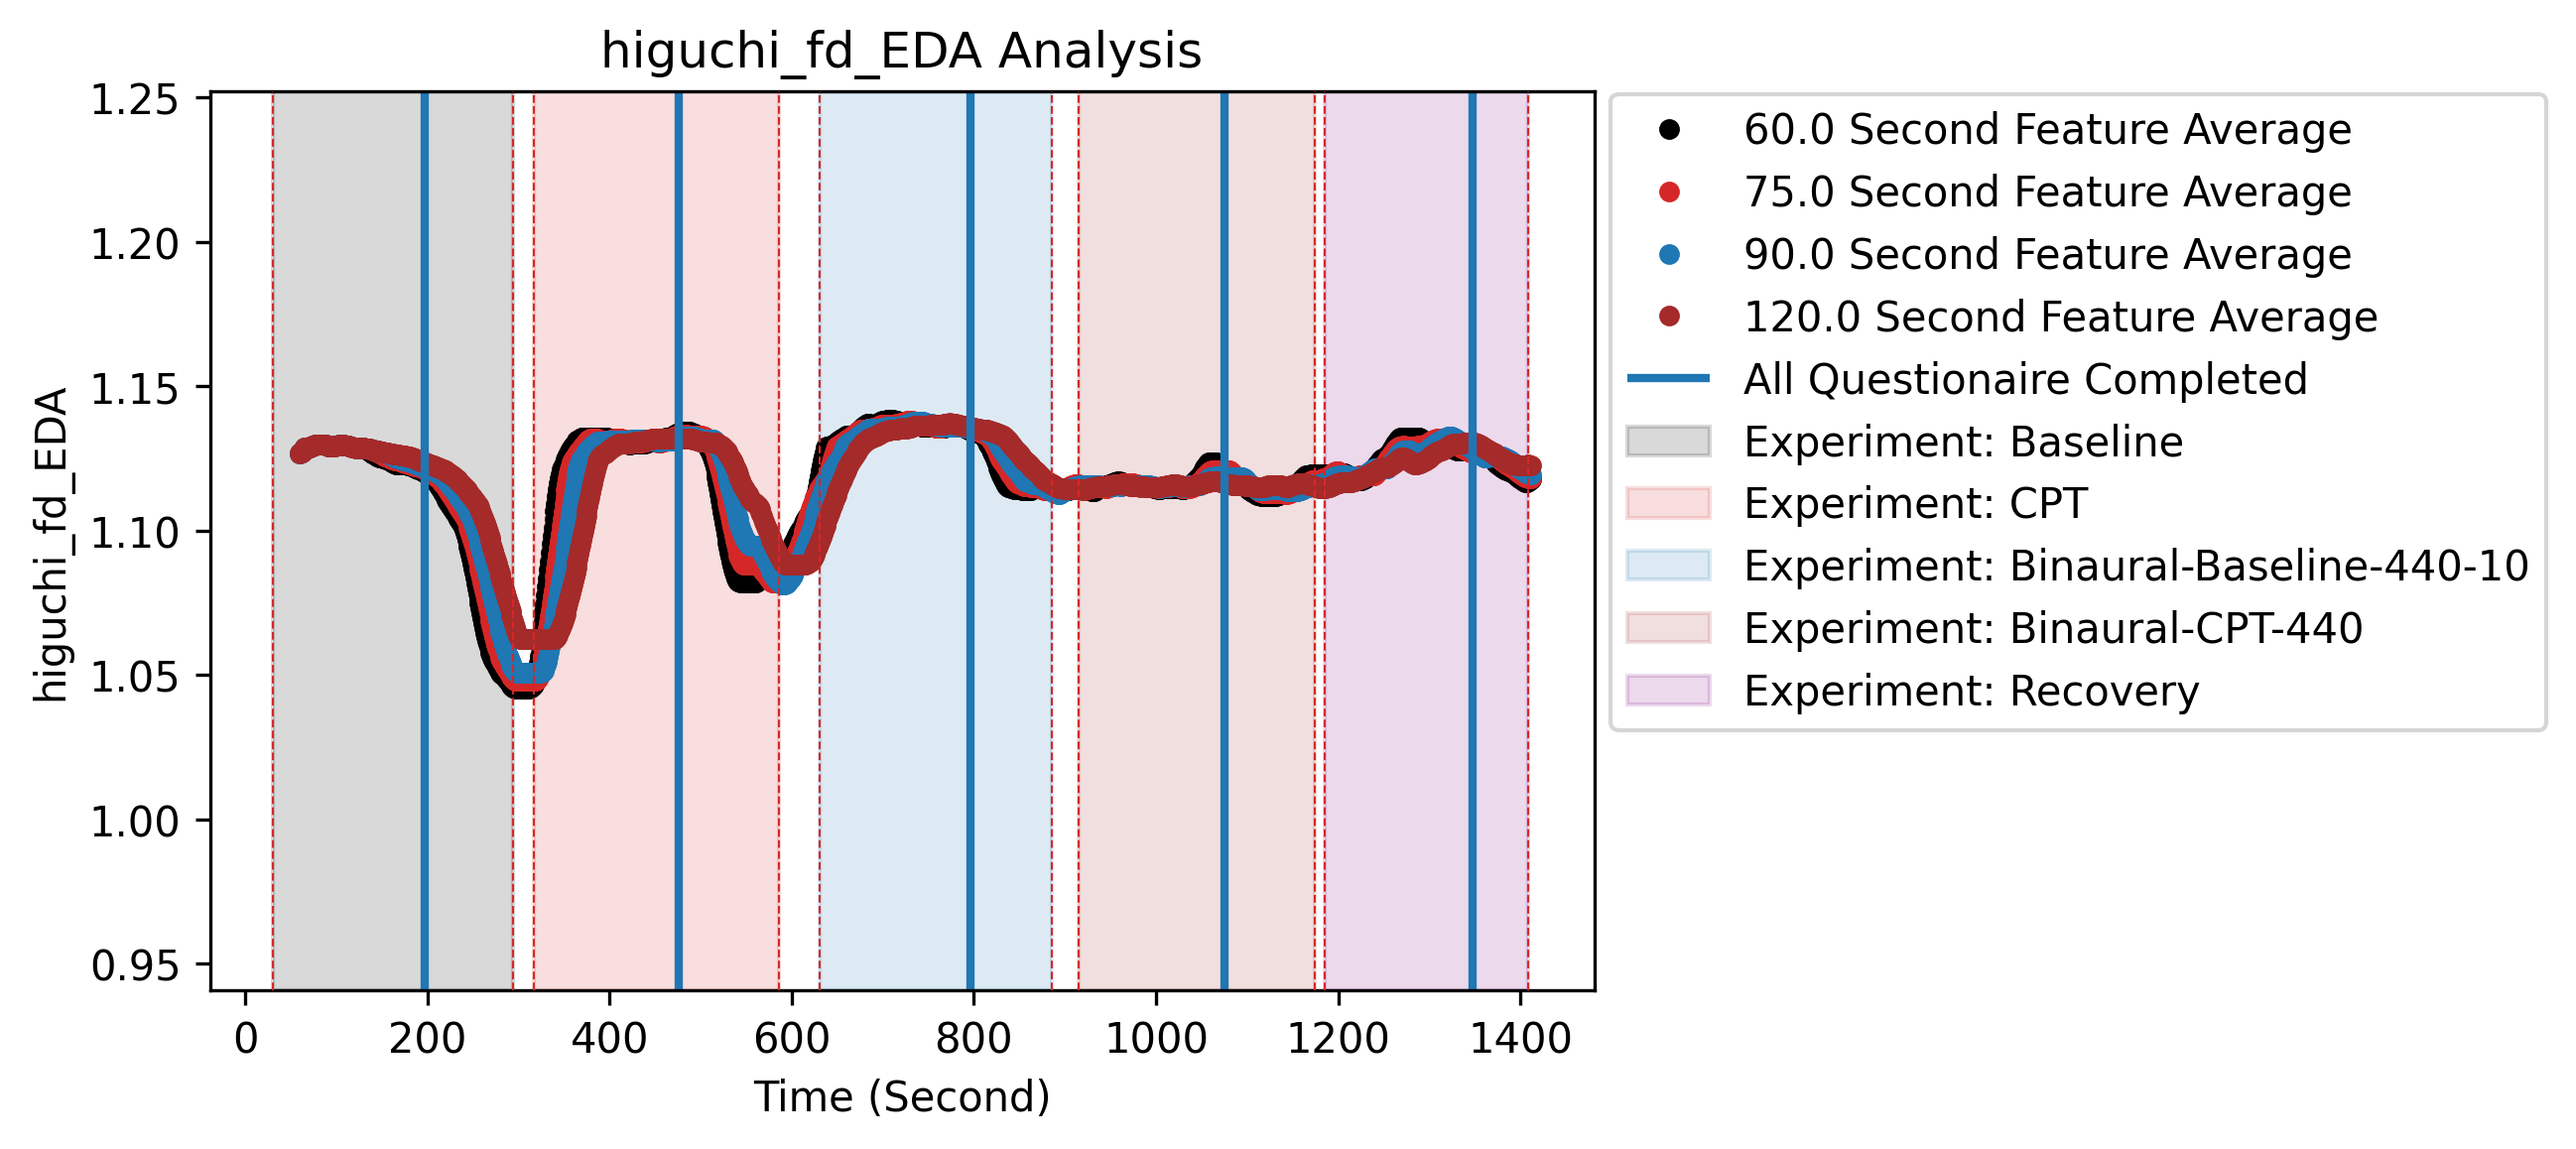 higuchi_fd_EDA Analysis
higuchi_fd_EDA
1.25
1.20
1.15
1.10
1.05
1.00
0.95
0 200 400 600 800 1000 1200 1400
Time (Second)
60.0 Second Feature Average
75.0 Second Feature Average
90.0 Second Feature Average
120.0 Second Feature Average
All Questionaire Completed
Experiment: Baseline
Experiment: CPT
Experiment: Binaural-Baseline-440-10
Experiment: Binaural-CPT-440
Experiment: Recovery